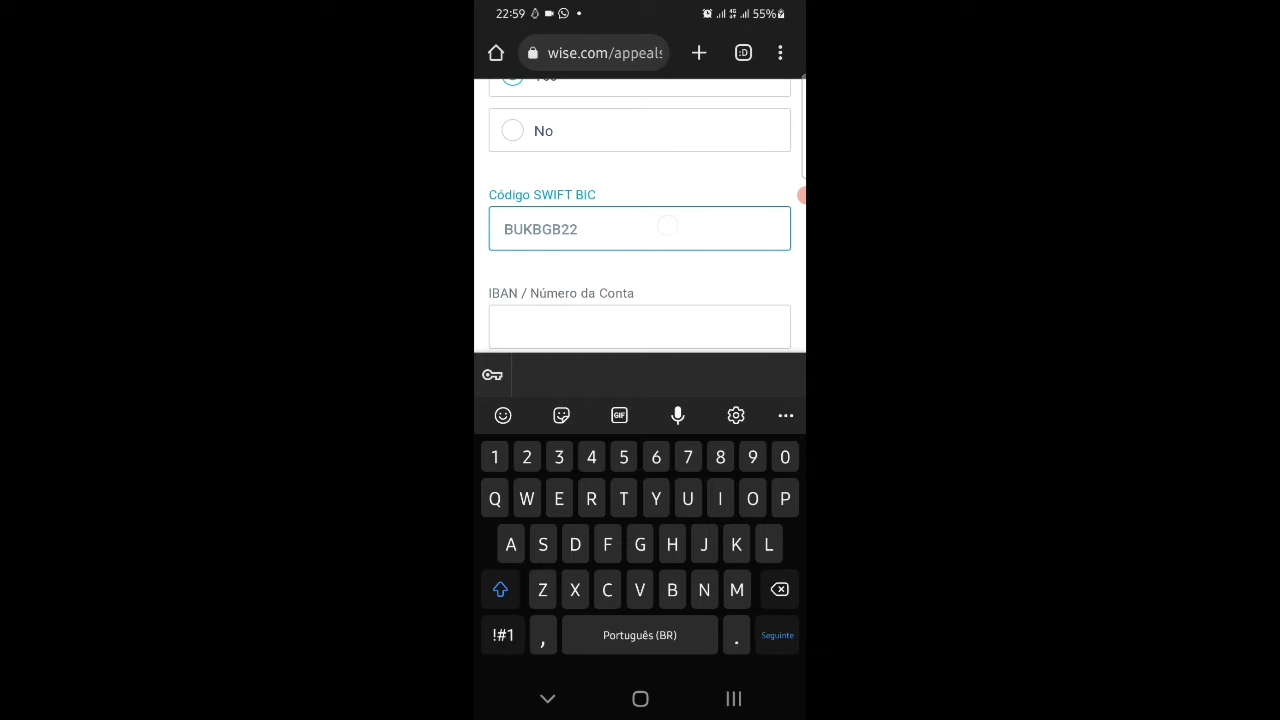 22:59 55%
wise.com/appeals :D
No
Código SWIFT BIC
BUKBGB22
IBAN / Número da Conta
GIF
1 2 3 4 5 6 7 8 9 0
Q W E R T Y U I O P
A S D F G H J K L
Z X C V B N M
!#1 , Português (BR) . Seguinte